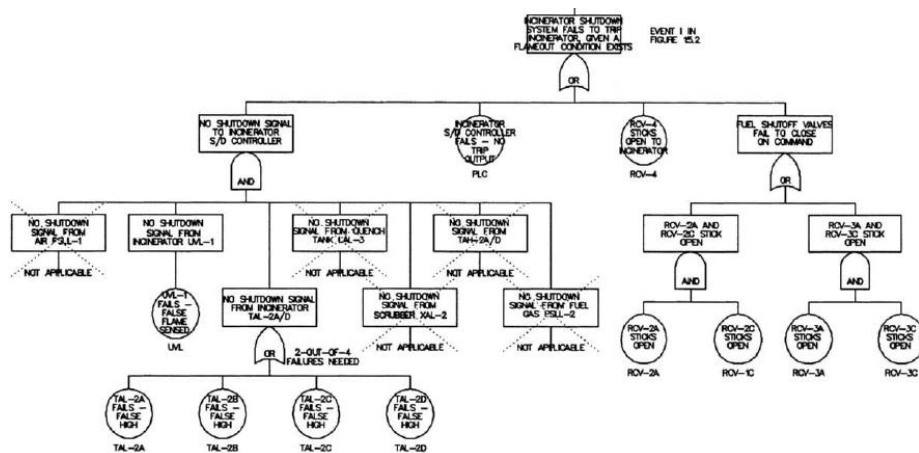 INCINERATOR SHUTDOWN
SYSTEM FAILS TO TRIP
INCINERATOR, GIVEN A
FLAMEOUT CONDITION EXISTS
EVENT I IN
FIGURE 15.2
OR
NO SHUTDOWN SIGNAL
TO INCINERATOR
S/D CONTROLLER
INCINERATOR
S/D CONTROLLER
FAILS - NO
TRIP
OUTPUT
PLC
RCV-4
STICKS
OPEN TO
INCINERATOR
RCV-4
FUEL SHUTOFF VALVES
FAIL TO CLOSE
ON COMMAND
AND
OR
NO SHUTDOWN
SIGNAL FROM
AIR PSLL-1
NOT APPLICABLE
NO SHUTDOWN
SIGNAL FROM
INCINERATOR UVL-1
NO SHUTDOWN
SIGNAL FROM QUENCH
TANK LAL-3
NOT APPLICABLE
NO SHUTDOWN
SIGNAL FROM
TAH-2A/D
NOT APPLICABLE
RCV-2A AND
RCV-2C STICK
OPEN
RCV-3A AND
RCV-3C STICK
OPEN
UVL-1
FAILS -
FALSE
FLAME
SENSED
UVL
NO SHUTDOWN SIGNAL
FROM INCINERATOR
TAL-2A/D
NO SHUTDOWN
SIGNAL FROM
SCRUBBER XAL-2
NOT APPLICABLE
NO SHUTDOWN
SIGNAL FROM FUEL
GAS PSLL-2
NOT APPLICABLE
AND
AND
OR
2-OUT-OF-4
FAILURES NEEDED
RCV-2A
STICKS
OPEN
RCV-2A
RCV-2C
STICKS
OPEN
RCV-1C
RCV-3A
STICKS
OPEN
RCV-3A
RCV-3C
STICKS
OPEN
RCV-3C
TAL-2A
FAILS -
FALSE
HIGH
TAL-2A
TAL-2B
FAILS -
FALSE
HIGH
TAL-2B
TAL-2C
FAILS -
FALSE
HIGH
TAL-2C
TAL-2D
FAILS -
FALSE
HIGH
TAL-2D